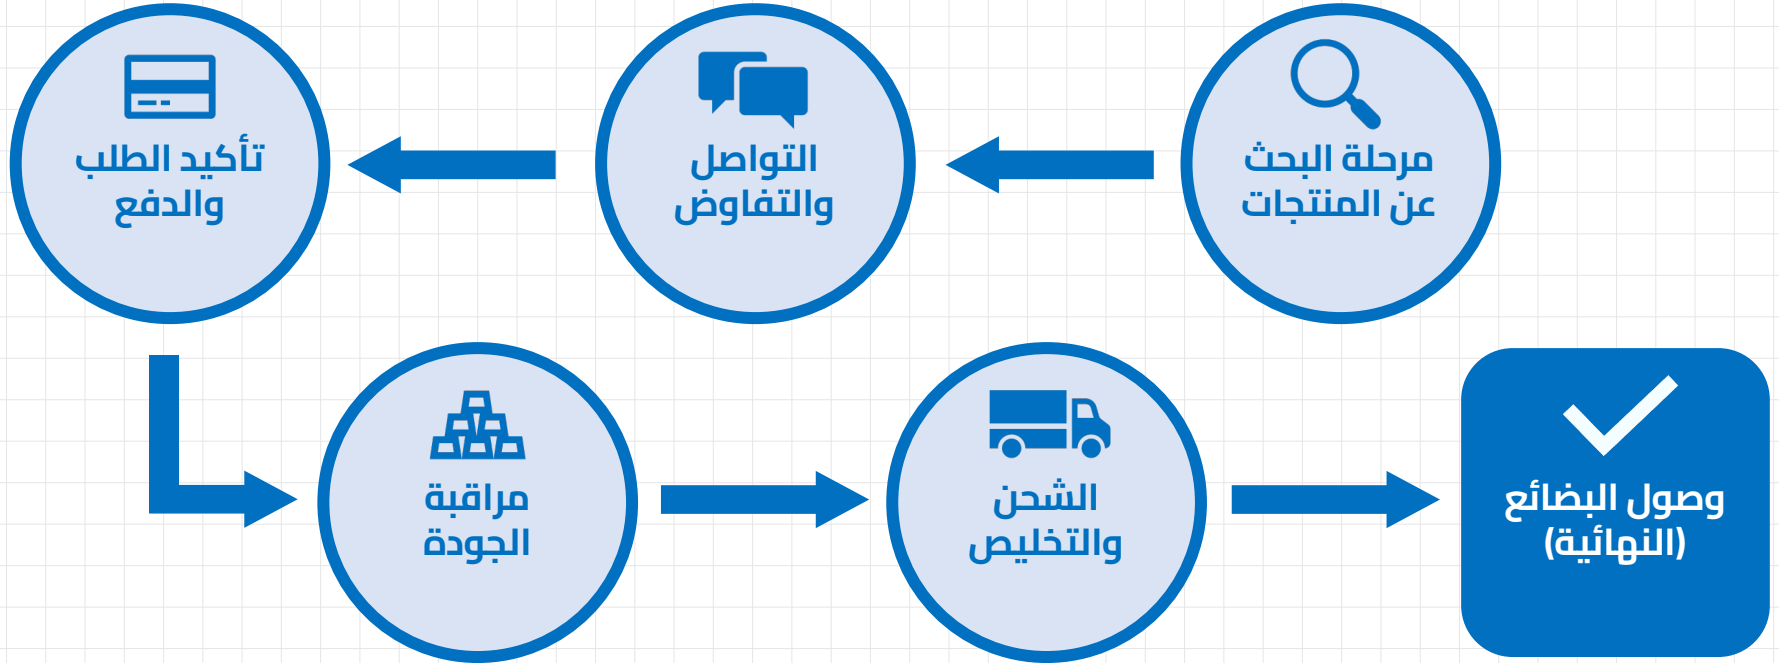 مرحلة البحث
عن المنتجات
التواصل
والتفاوض
تأكيد الطلب
والدفع
مراقبة
الجودة
الشحن
والتخليص
وصول البضائع
(النهائية)